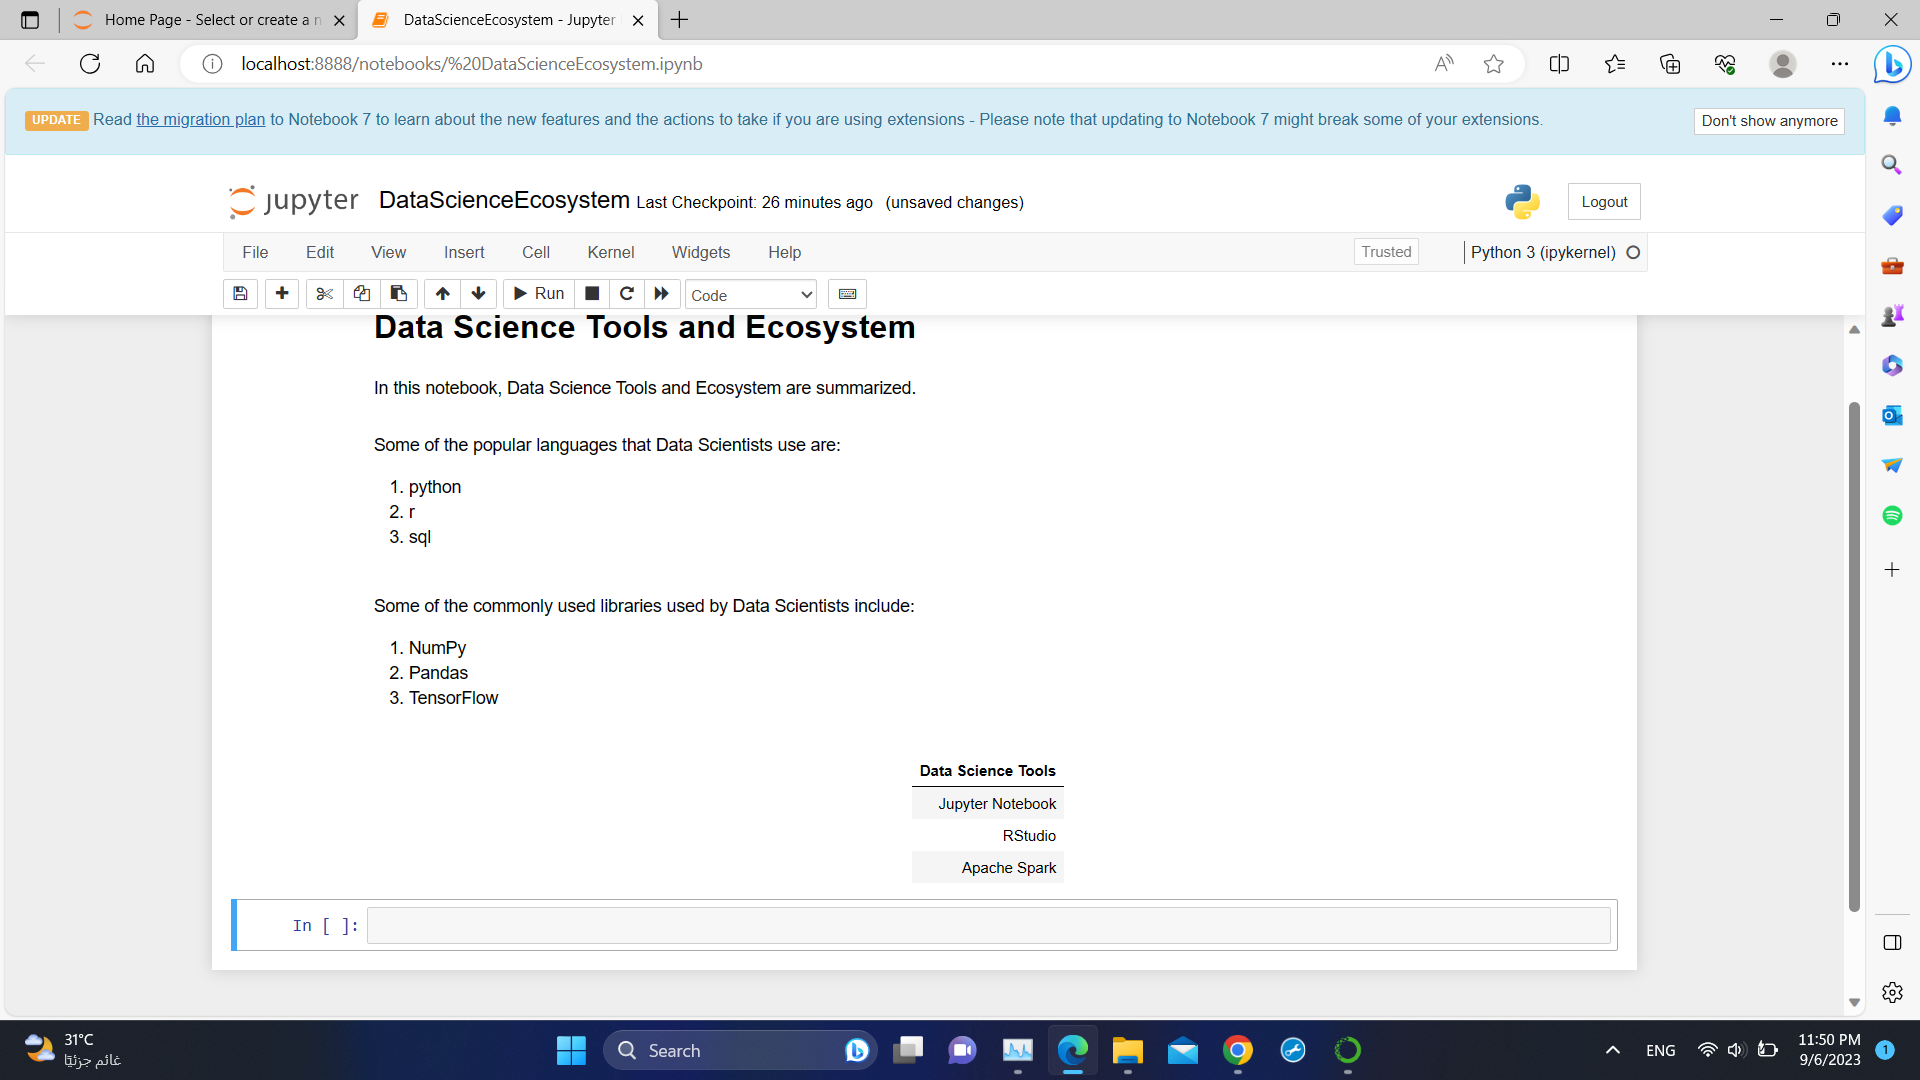 Home Page - Select or create a n
DataScienceEcosystem - Jupyter
localhost:8888/notebooks/%20DataScienceEcosystem.ipynb
UPDATE Read the migration plan to Notebook 7 to learn about the new features and the actions to take if you are using extensions - Please note that updating to Notebook 7 might break some of your extensions.
Don't show anymore
jupyter DataScienceEcosystem Last Checkpoint: 26 minutes ago (unsaved changes)
Logout
File Edit View Insert Cell Kernel Widgets Help
Trusted
Python 3 (ipykernel)
Run
Code
Data Science Tools and Ecosystem
In this notebook, Data Science Tools and Ecosystem are summarized.
Some of the popular languages that Data Scientists use are:
1. python
2. r
3. sql
Some of the commonly used libraries used by Data Scientists include:
1. NumPy
2. Pandas
3. TensorFlow
Data Science Tools
Jupyter Notebook
RStudio
Apache Spark
In [ ]:
31°C
غائم جزئيًا
Search
ENG
11:50 PM
9/6/2023
1